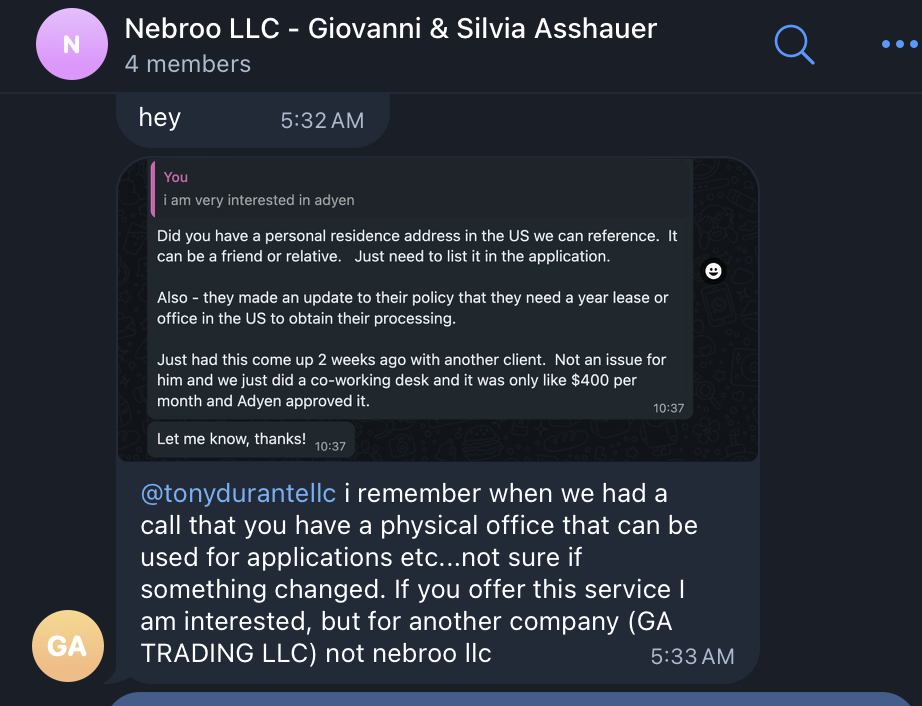 N
Nebroo LLC - Giovanni & Silvia Asshauer
4 members
hey 5:32 AM
You
i am very interested in adyen
Did you have a personal residence address in the US we can reference.  It
can be a friend or relative.   Just need to list it in the application.
Also - they made an update to their policy that they need a year lease or
office in the US to obtain their processing.
Just had this come up 2 weeks ago with another client.  Not an issue for
him and we just did a co-working desk and it was only like $400 per
month and Adyen approved it.
10:37
Let me know, thanks! 10:37
@tonydurantellc i remember when we had a
call that you have a physical office that can be
used for applications etc...not sure if
something changed. If you offer this service I
am interested, but for another company (GA
TRADING LLC) not nebroo llc
5:33 AM
GA